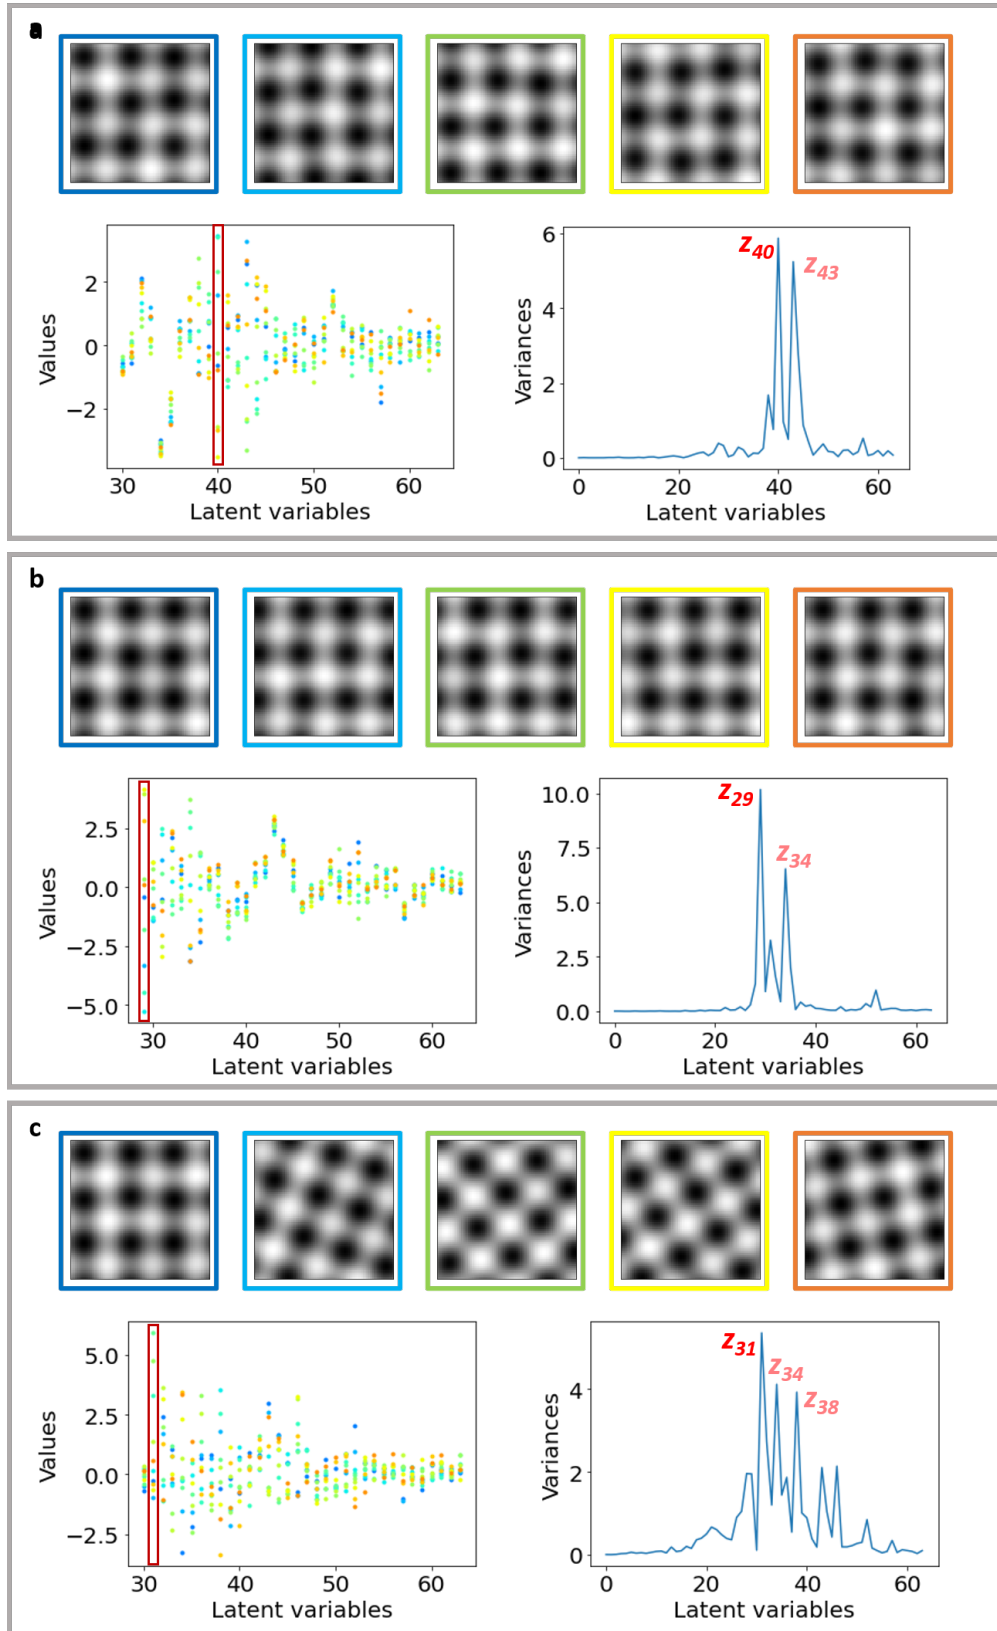 a
Values
2
0
−2
30 40 50 60
Latent variables
Variances
6
4
2
0
z40
z43
0 20 40 60
Latent variables
b
Values
2.5
0.0
−2.5
−5.0
30 40 50 60
Latent variables
Variances
10.0
7.5
5.0
2.5
0.0
z29
z34
0 20 40 60
Latent variables
c
Values
5.0
2.5
0.0
−2.5
30 40 50 60
Latent variables
Variances
4
2
0
z31
z34
z38
0 20 40 60
Latent variables